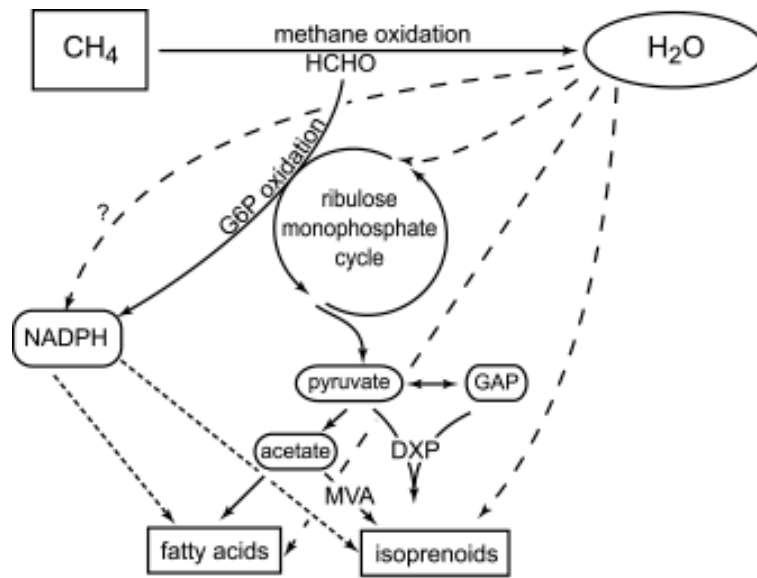 CH4
methane oxidation
H2O
HCHO
G6P oxidation
?
ribulose
monophosphate
cycle
NADPH
pyruvate
GAP
acetate
DXP
MVA
fatty acids
isoprenoids